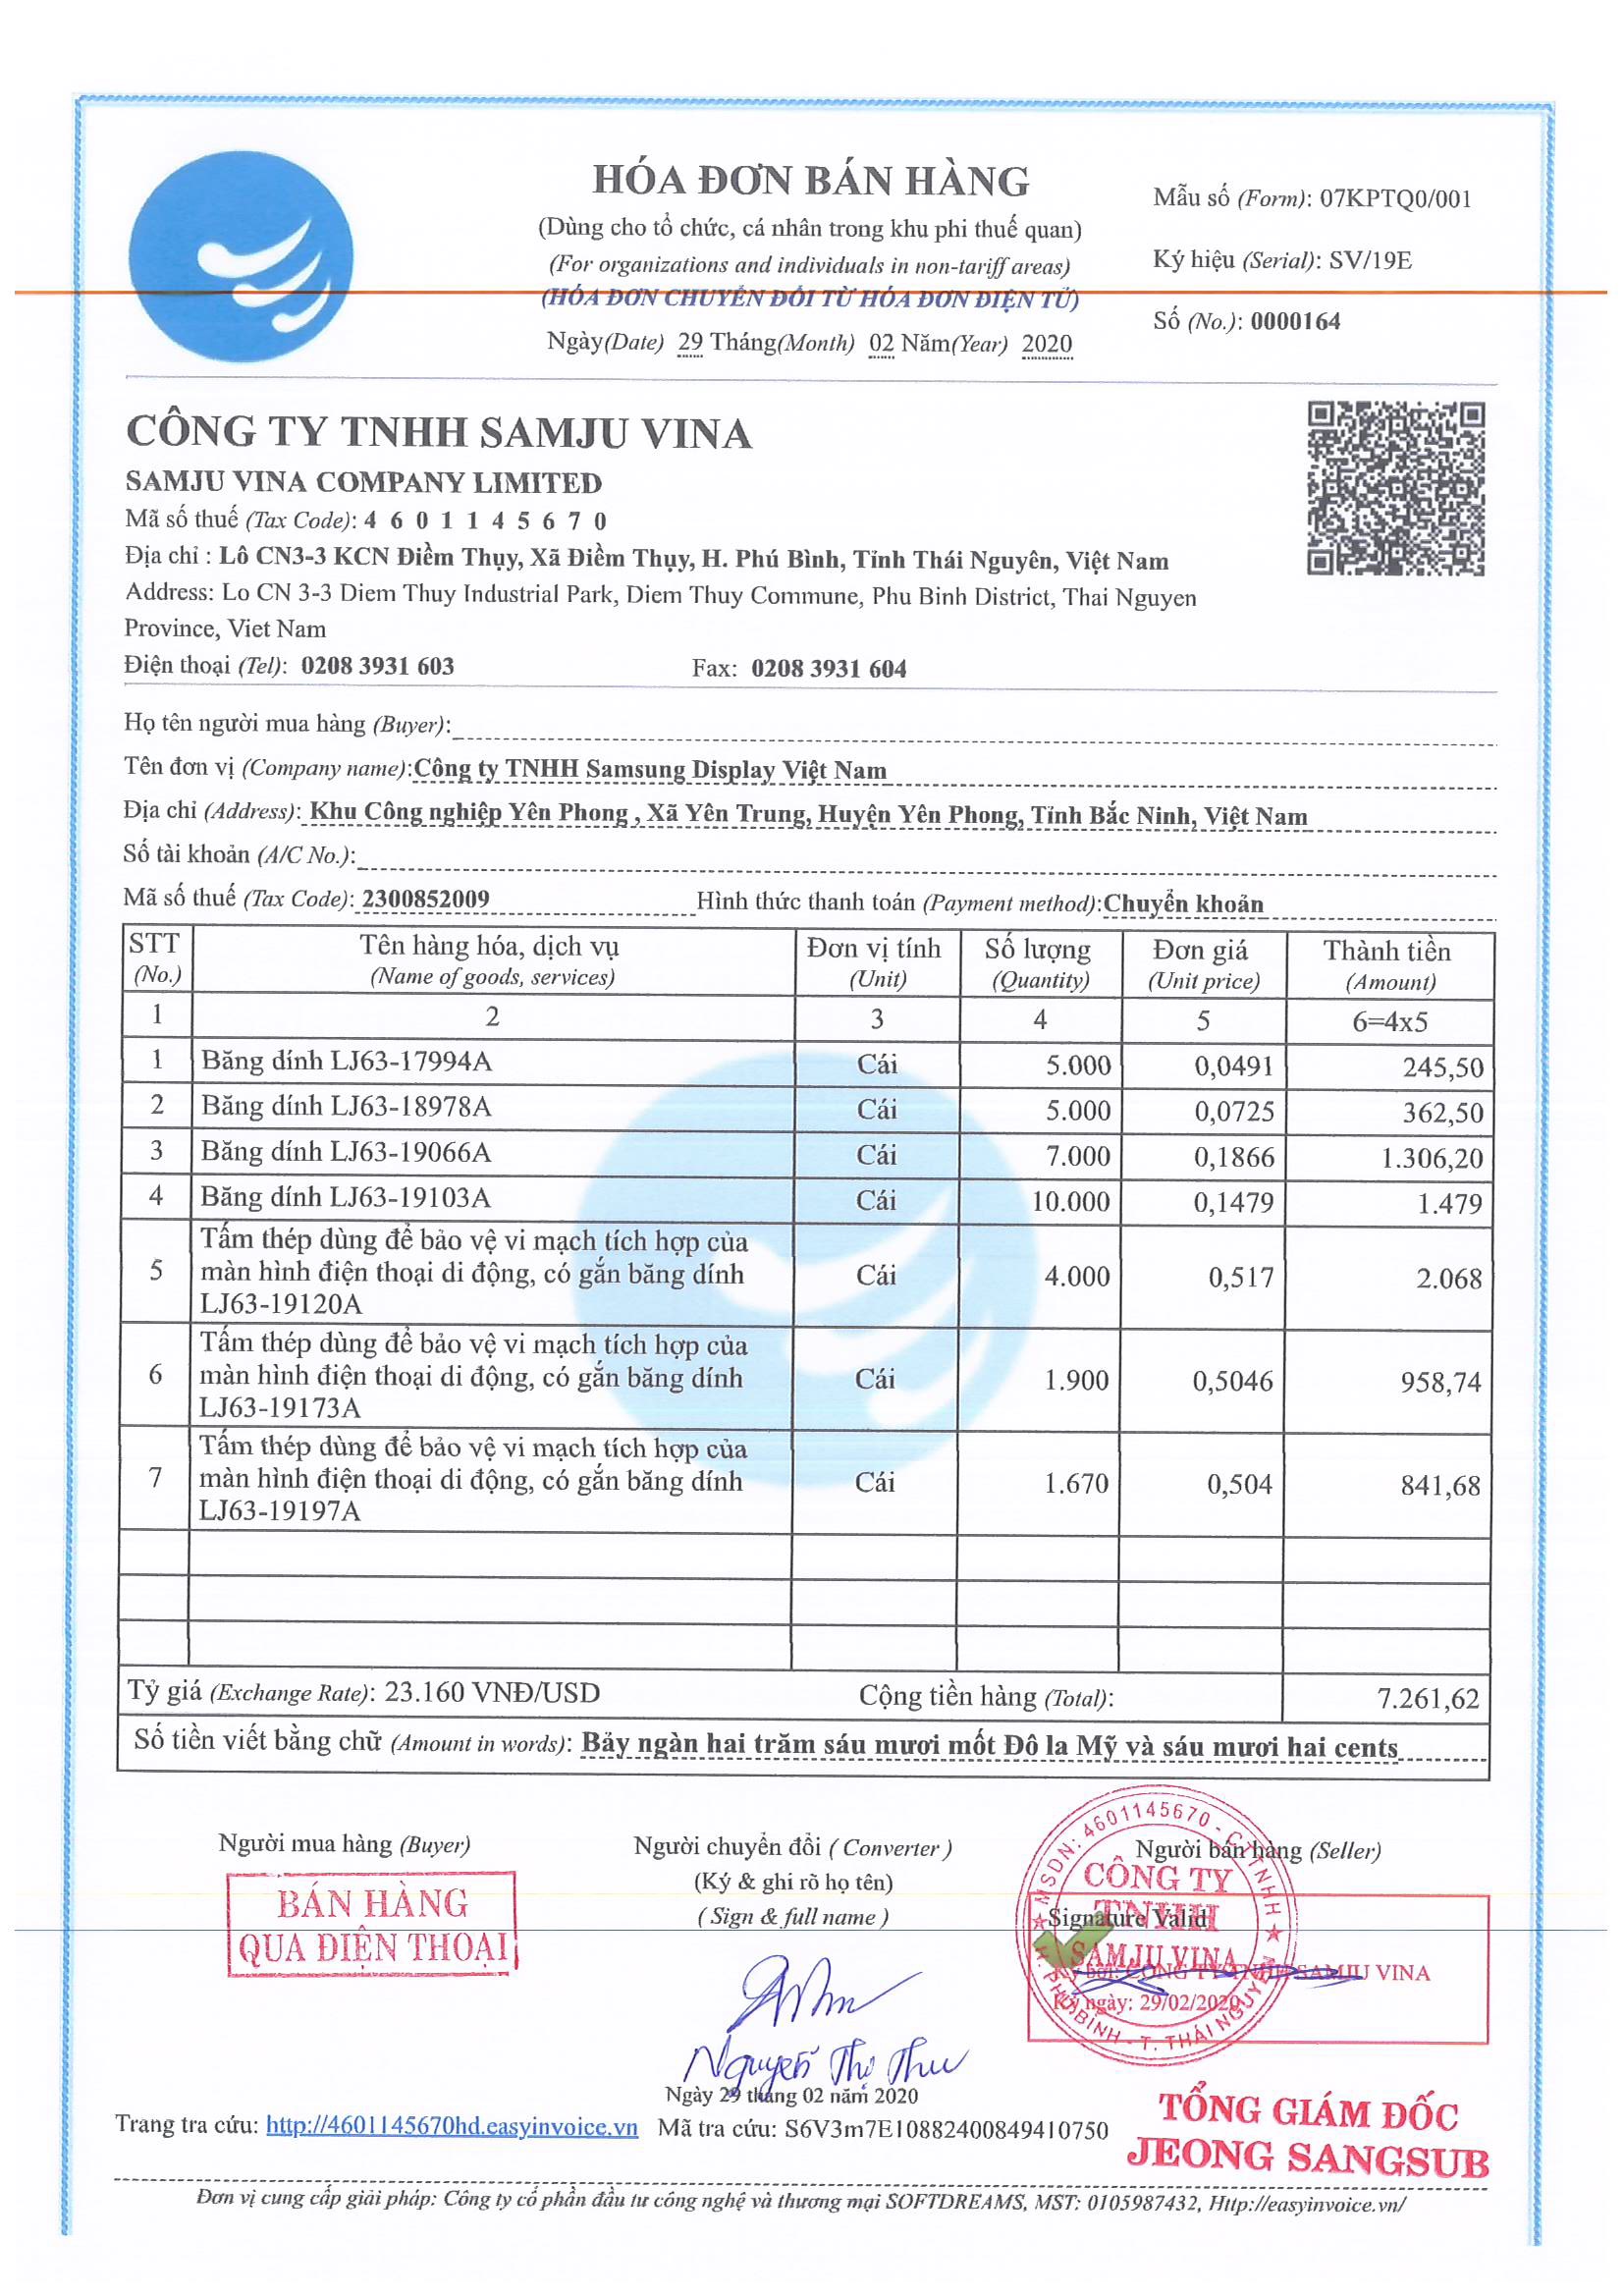 HÓA ĐƠN BÁN HÀNG
(Dùng cho tổ chức, cá nhân trong khu phi thuế quan)
(For organizations and individuals in non-tariff areas)
(HÓA ĐƠN CHUYỂN ĐỔI TỪ HÓA ĐƠN ĐIỆN TỬ)
Ngày(Date) 29 Tháng(Month) 02 Năm(Year) 2020
Mẫu số (Form): 07KPTQ0/001
Ký hiệu (Serial): SV/19E
Số (No.): 0000164
CÔNG TY TNHH SAMJU VINA
SAMJU VINA COMPANY LIMITED
Mã số thuế (Tax Code): 4 6 0 1 1 4 5 6 7 0
Địa chỉ : Lô CN3-3 KCN Điềm Thụy, Xã Điềm Thụy, H. Phú Bình, Tỉnh Thái Nguyên, Việt Nam
Address: Lo CN 3-3 Diem Thuy Industrial Park, Diem Thuy Commune, Phu Binh District, Thai Nguyen
Province, Viet Nam
Điện thoại (Tel): 0208 3931 603 Fax: 0208 3931 604
Họ tên người mua hàng (Buyer):
Tên đơn vị (Company name):Công ty TNHH Samsung Display Việt Nam
Địa chỉ (Address): Khu Công nghiệp Yên Phong , Xã Yên Trung, Huyện Yên Phong, Tỉnh Bắc Ninh, Việt Nam
Số tài khoản (A/C No.):
Mã số thuế (Tax Code): 2300852009 Hình thức thanh toán (Payment method):Chuyển khoản
STT Tên hàng hóa, dịch vụ Đơn vị tính Số lượng Đơn giá Thành tiền
(No.) (Name of goods, services) (Unit) (Quantity) (Unit price) (Amount)
1 2 3 4 5 6=4x5
1 Băng dính LJ63-17994A Cái 5.000 0,0491 245,50
2 Băng dính LJ63-18978A Cái 5.000 0,0725 362,50
3 Băng dính LJ63-19066A Cái 7.000 0,1866 1.306,20
4 Băng dính LJ63-19103A Cái 10.000 0,1479 1.479
Tấm thép dùng để bảo vệ vi mạch tích hợp của
5 màn hình điện thoại di động, có gắn băng dính Cái 4.000 0,517 2.068
LJ63-19120A
Tấm thép dùng để bảo vệ vi mạch tích hợp của
6 màn hình điện thoại di động, có gắn băng dính Cái 1.900 0,5046 958,74
LJ63-19173A
Tấm thép dùng để bảo vệ vi mạch tích hợp của
7 màn hình điện thoại di động, có gắn băng dính Cái 1.670 0,504 841,68
LJ63-19197A
Tỷ giá (Exchange Rate): 23.160 VNĐ/USD Cộng tiền hàng (Total): 7.261,62
Số tiền viết bằng chữ (Amount in words): Bảy ngàn hai trăm sáu mươi mốt Đô la Mỹ và sáu mươi hai cents
Người mua hàng (Buyer)
BÁN HÀNG
QUA ĐIỆN THOẠI
Người chuyển đổi ( Converter )
(Ký & ghi rõ họ tên)
( Sign & full name )
Nguyễn Thị Thu
Ngày 29 tháng 02 năm 2020
Người bán hàng (Seller)
MSDN: 4601145670 - C.T.T.N.H.H
H. PHÚ BÌNH - T. THÁI NGUYÊN
CÔNG TY
TNHH
SAMJU VINA
Signature Valid
Ký bởi: CÔNG TY TNHH SAMJU VINA
Ký ngày: 29/02/2020
TỔNG GIÁM ĐỐC
JEONG SANGSUB
Trang tra cứu: http://4601145670hd.easyinvoice.vn Mã tra cứu: S6V3m7E10882400849410750
Đơn vị cung cấp giải pháp: Công ty cổ phần đầu tư công nghệ và thương mại SOFTDREAMS, MST: 0105987432, Http://easyinvoice.vn/